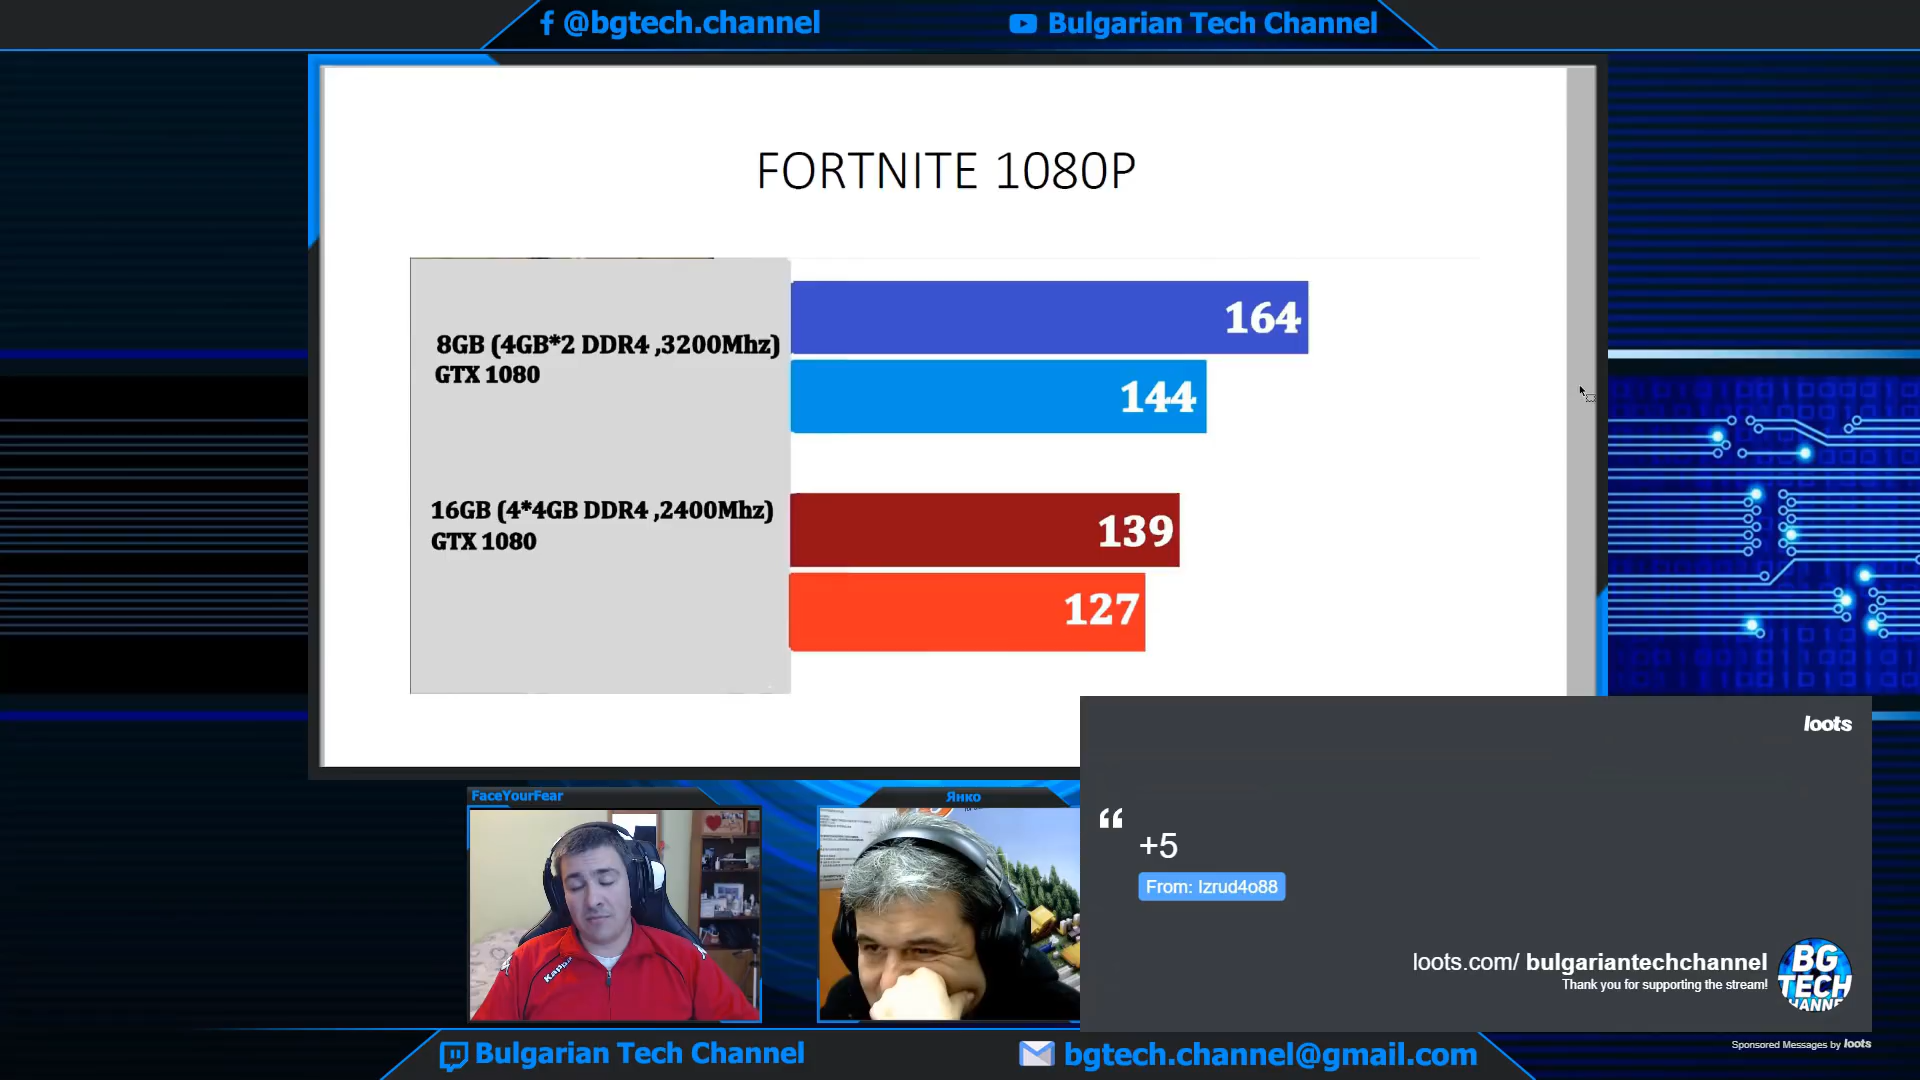 @bgtech.channel
Bulgarian Tech Channel
FORTNITE 1080P
8GB (4GB*2 DDR4 ,3200Mhz)
GTX 1080
164
144
16GB (4*4GB DDR4 ,2400Mhz)
GTX 1080
139
127
loots
+5
From: Izrud4o88
loots.com/ bulgariantechchannel
Thank you for supporting the stream!
BG
TECH
CHANNEL
Sponsored Messages by loots
FaceYourFear
Янко
Kappa
Bulgarian Tech Channel
bgtech.channel@gmail.com